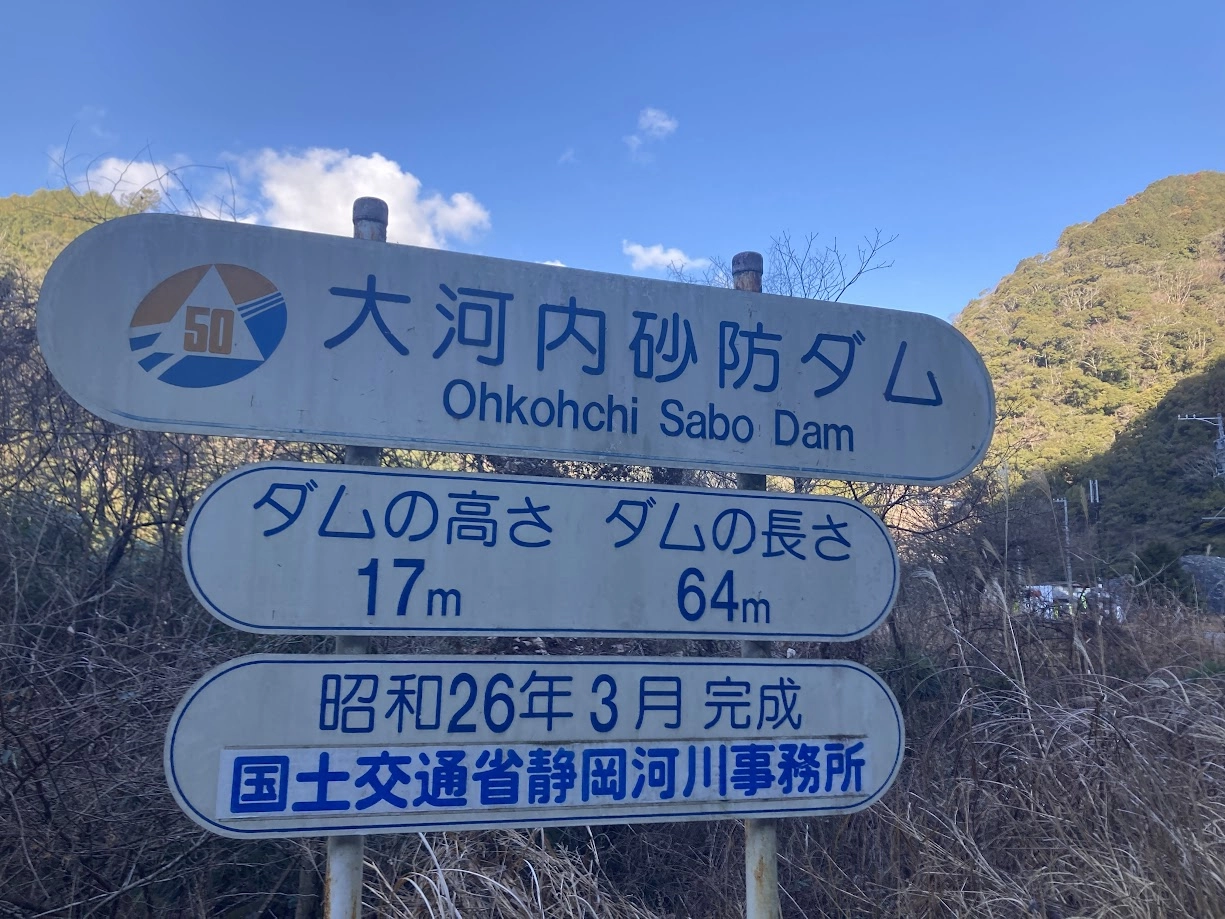 50
大河内砂防ダム
Ohkohchi Sabo Dam
ダムの高さ ダムの長さ
17m 64m
昭和26年3月完成
国土交通省静岡河川事務所